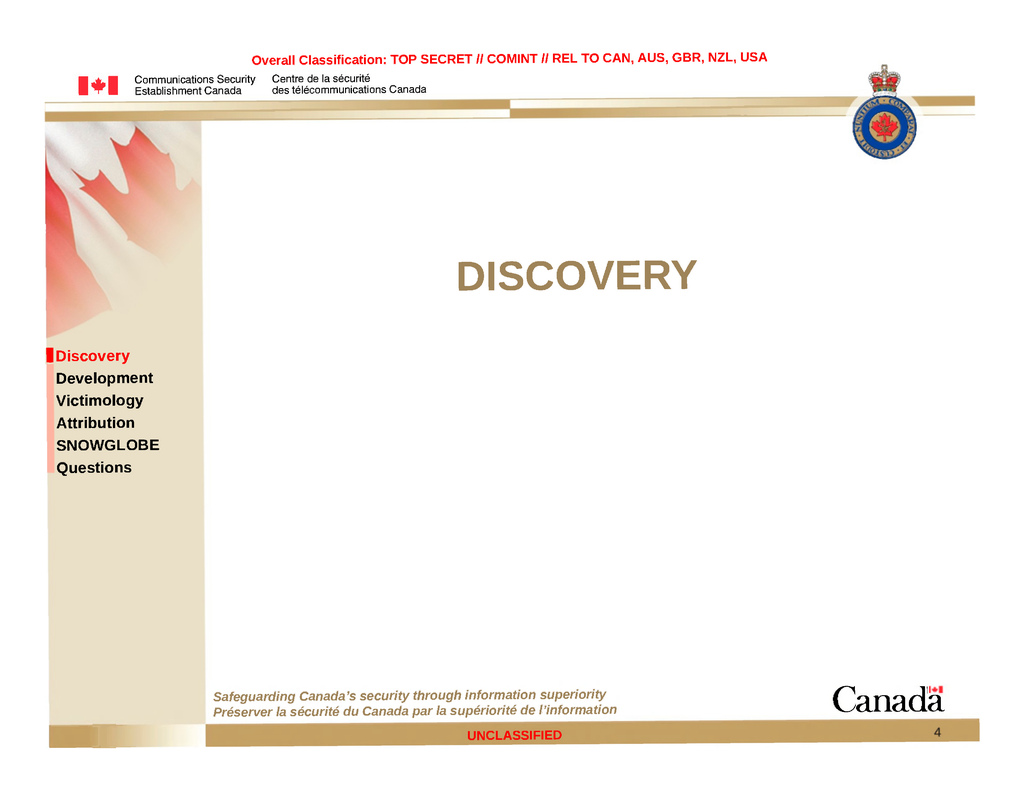 Overall Classification: TOP SECRET // COMINT // REL TO CAN, AUS, GBR, NZL, USA
Communications Security
Establishment Canada
Centre de la sécurité
des télécommunications Canada
DISCOVERY
Discovery
Development
Victimology
Attribution
SNOWGLOBE
Questions
Safeguarding Canada's security through information superiority
Préserver la sécurité du Canada par la supériorité de l'information
Canada
UNCLASSIFIED
4